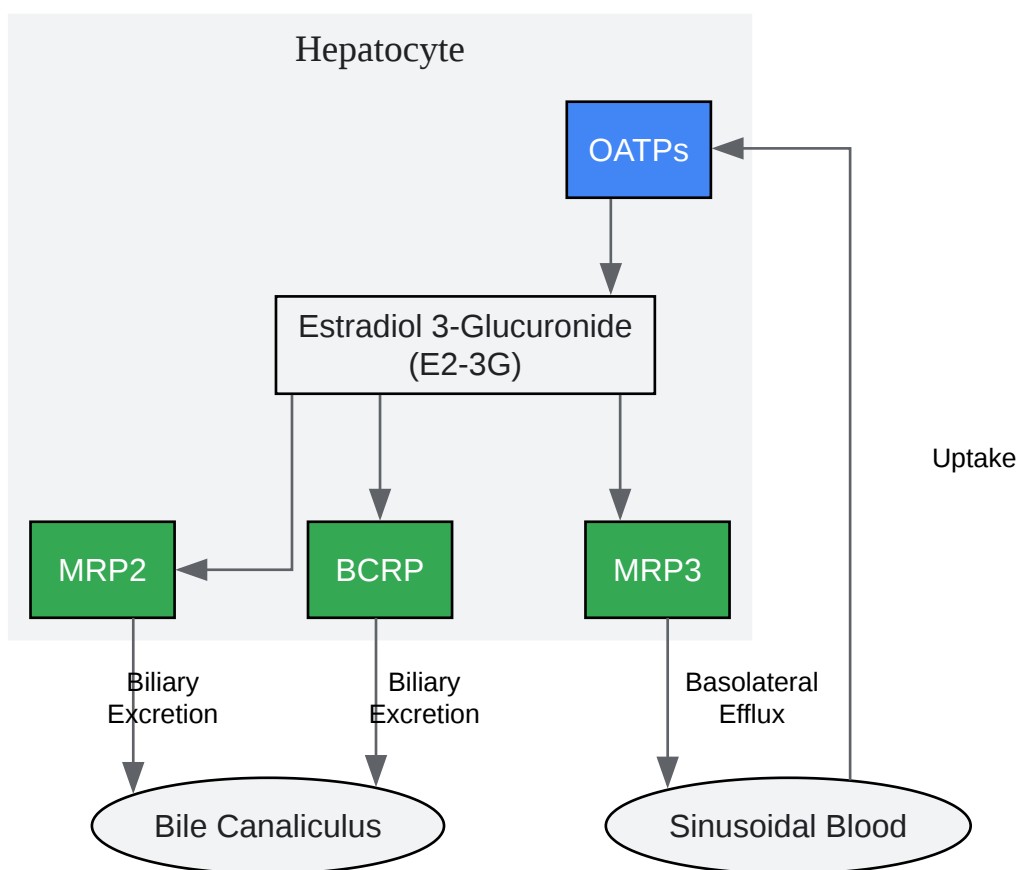 Hepatocyte
OATPs
Estradiol 3-Glucuronide
(E2-3G)
Uptake
MRP2
BCRP
MRP3
Biliary
Excretion
Biliary
Excretion
Basolateral
Efflux
Bile Canaliculus
Sinusoidal Blood